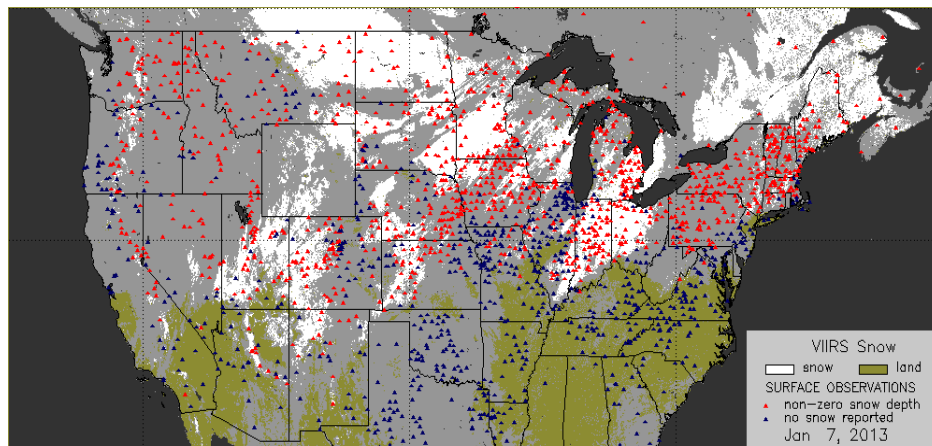 VIIRS Snow
snow land
SURFACE OBSERVATIONS
non-zero snow depth
no snow reported
Jan 7, 2013